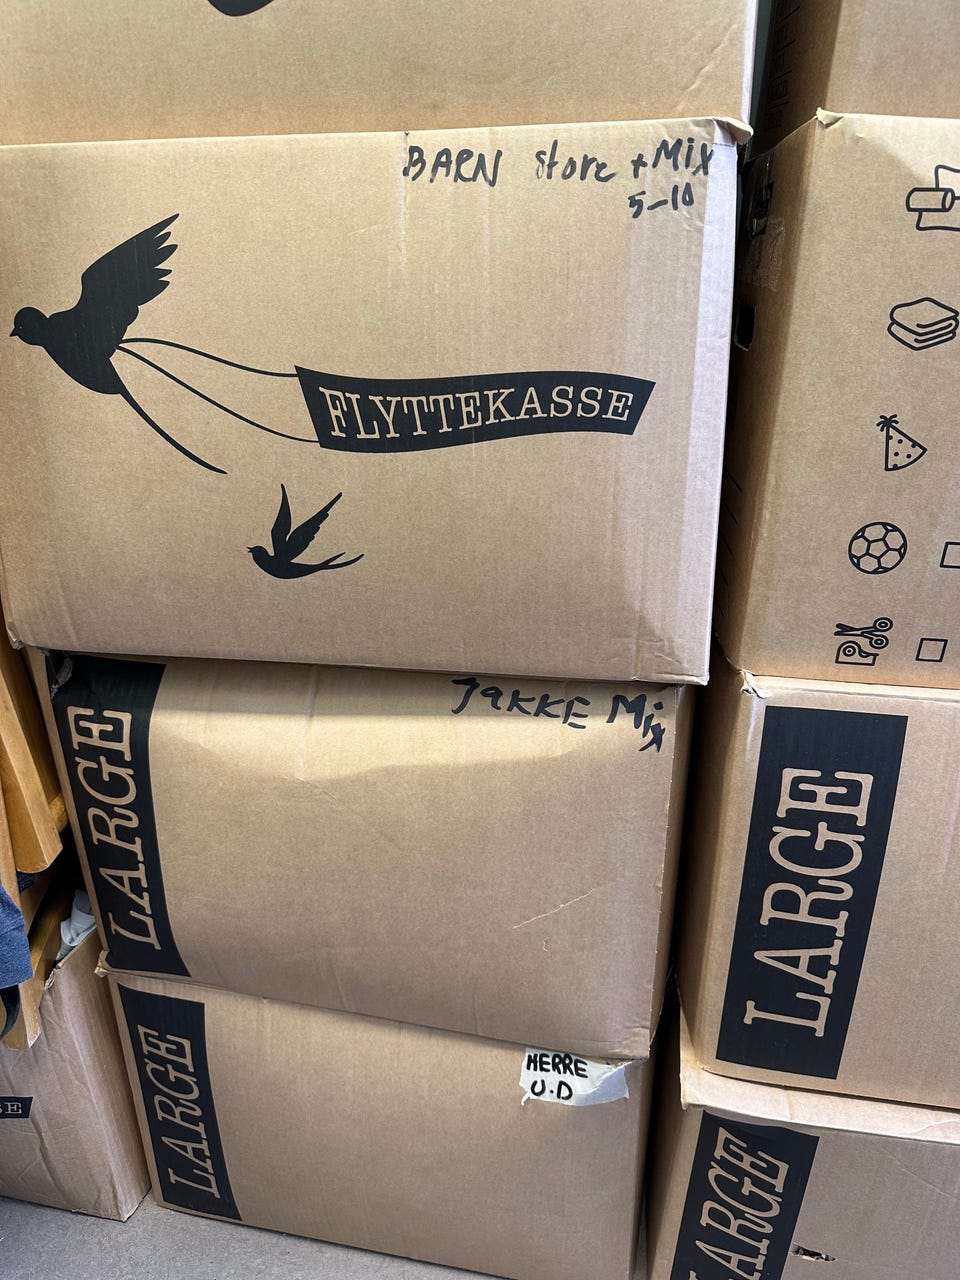 BARN store + Mix
5-10
FLYTTEKASSE
JAKKE Mix
LARGE
LARGE
HERRE
U.D
LARGE
LARGE